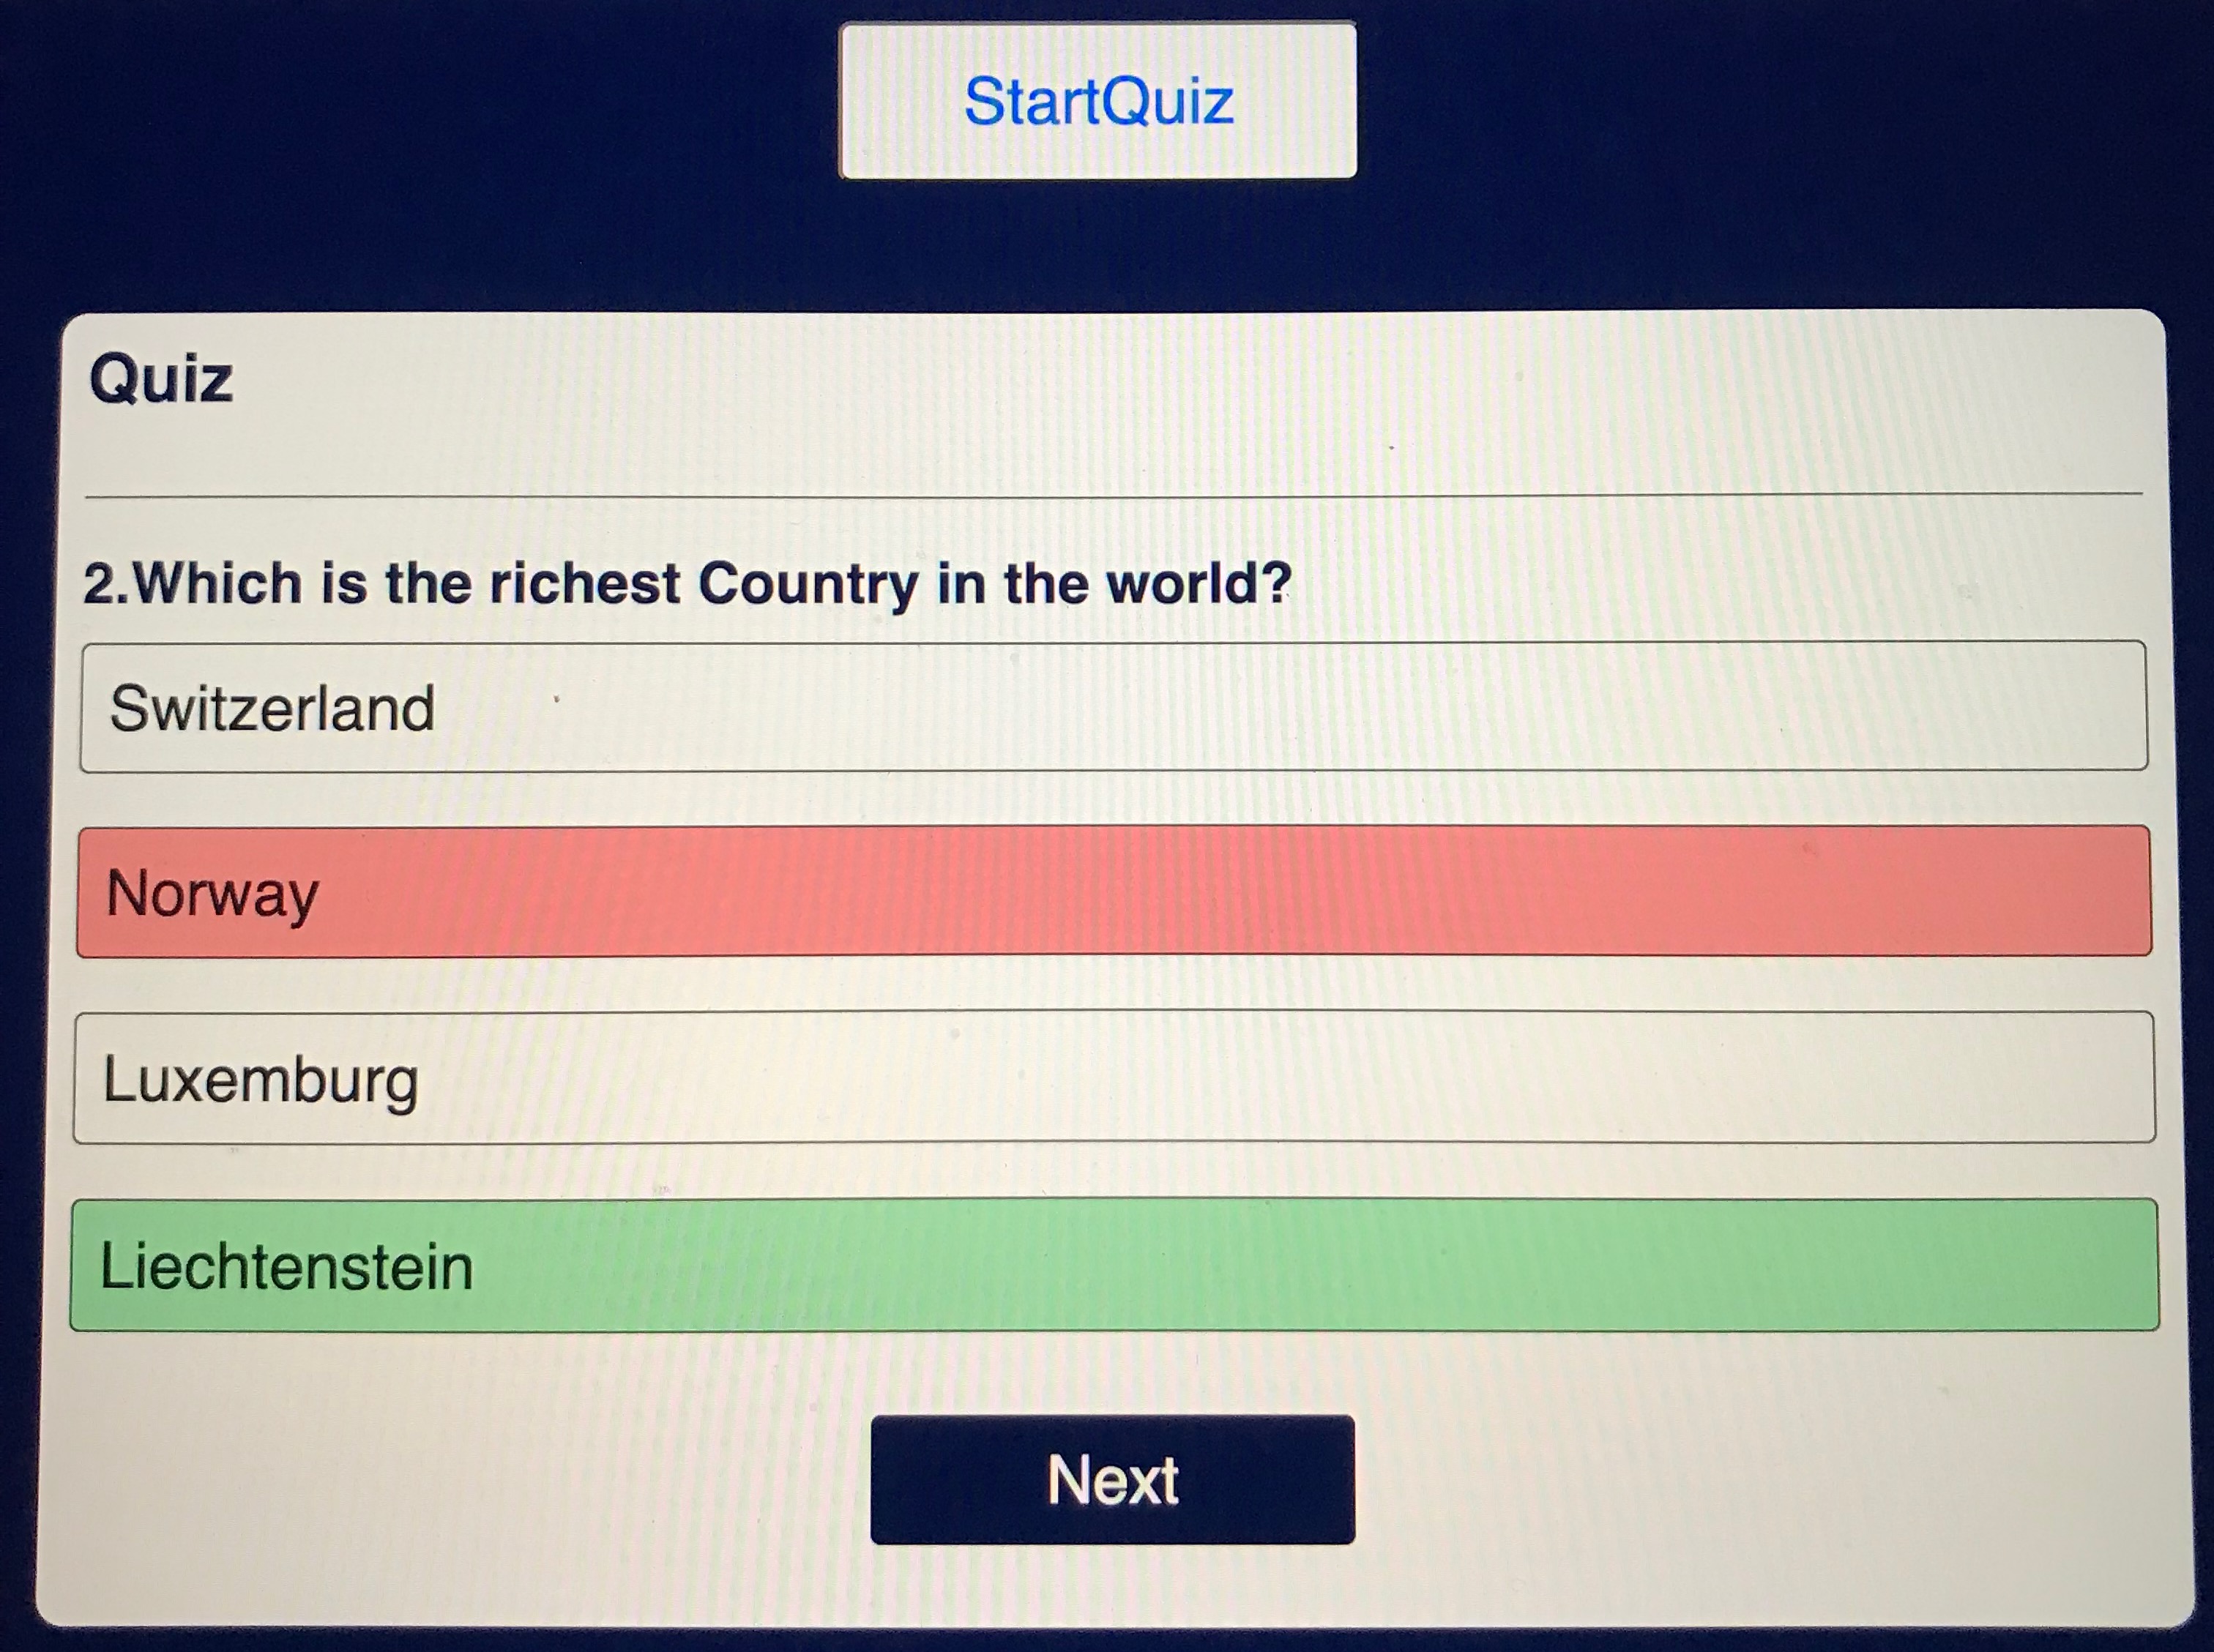 StartQuiz
Quiz
2.Which is the richest Country in the world?
Switzerland
Norway
Luxemburg
Liechtenstein
Next